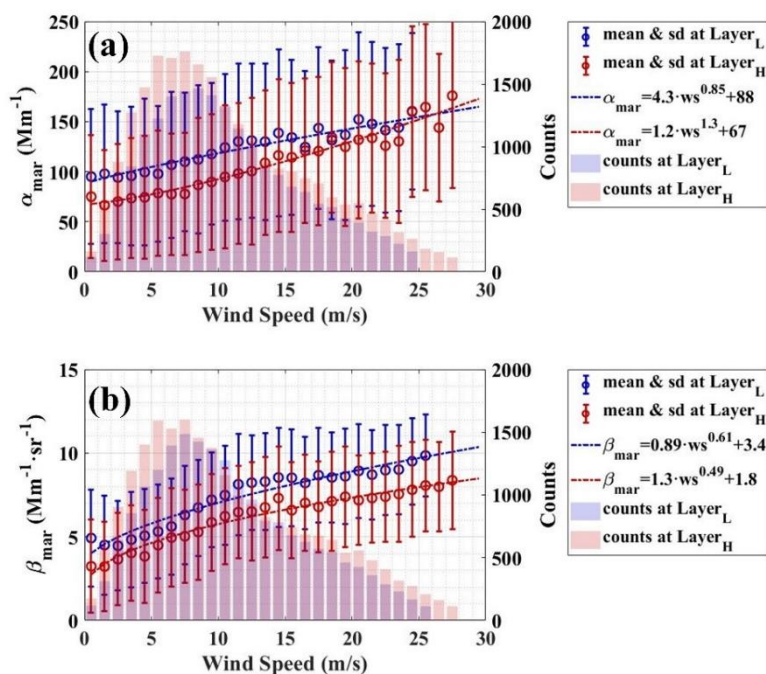 (a)
250
200
150
100
50
0
α_mar (Mm⁻¹)
2000
1500
1000
500
0
Counts
0 5 10 15 20 25 30
Wind Speed (m/s)
mean & sd at Layer_L
mean & sd at Layer_H
α_mar=4.3·ws^0.85+88
α_mar=1.2·ws^1.3+67
counts at Layer_L
counts at Layer_H
(b)
15
10
5
0
β_mar (Mm⁻¹·sr⁻¹)
2000
1500
1000
500
0
Counts
0 5 10 15 20 25 30
Wind Speed (m/s)
mean & sd at Layer_L
mean & sd at Layer_H
β_mar=0.89·ws^0.61+3.4
β_mar=1.3·ws^0.49+1.8
counts at Layer_L
counts at Layer_H